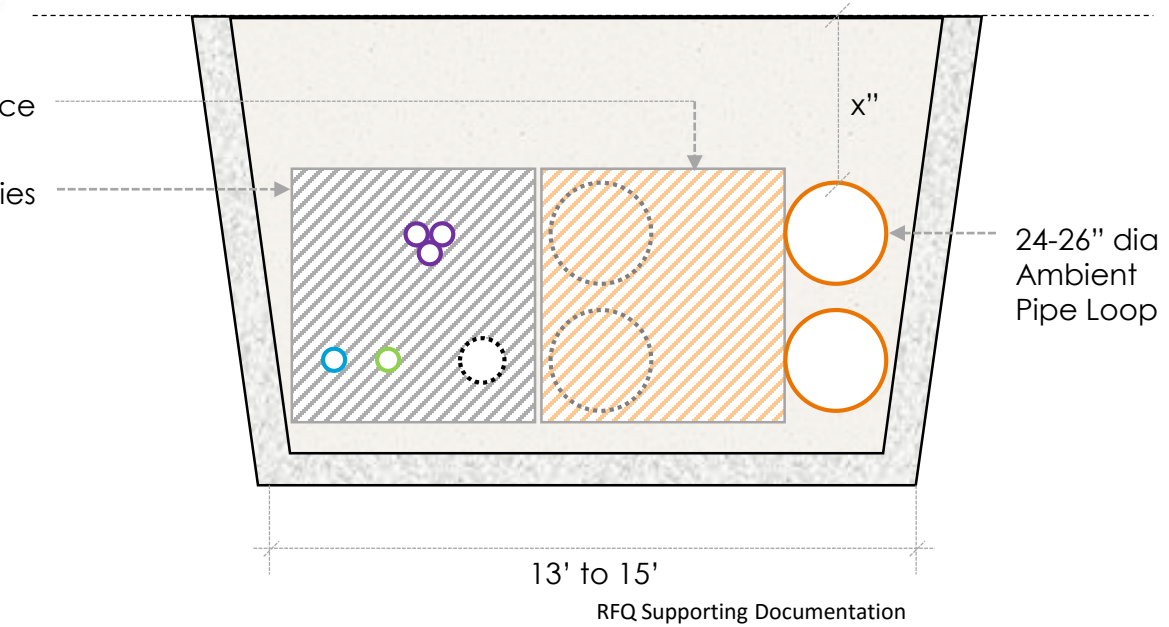 ce
x”
ies
24-26” dia
Ambient
Pipe Loop
13’ to 15’
RFQ Supporting Documentation